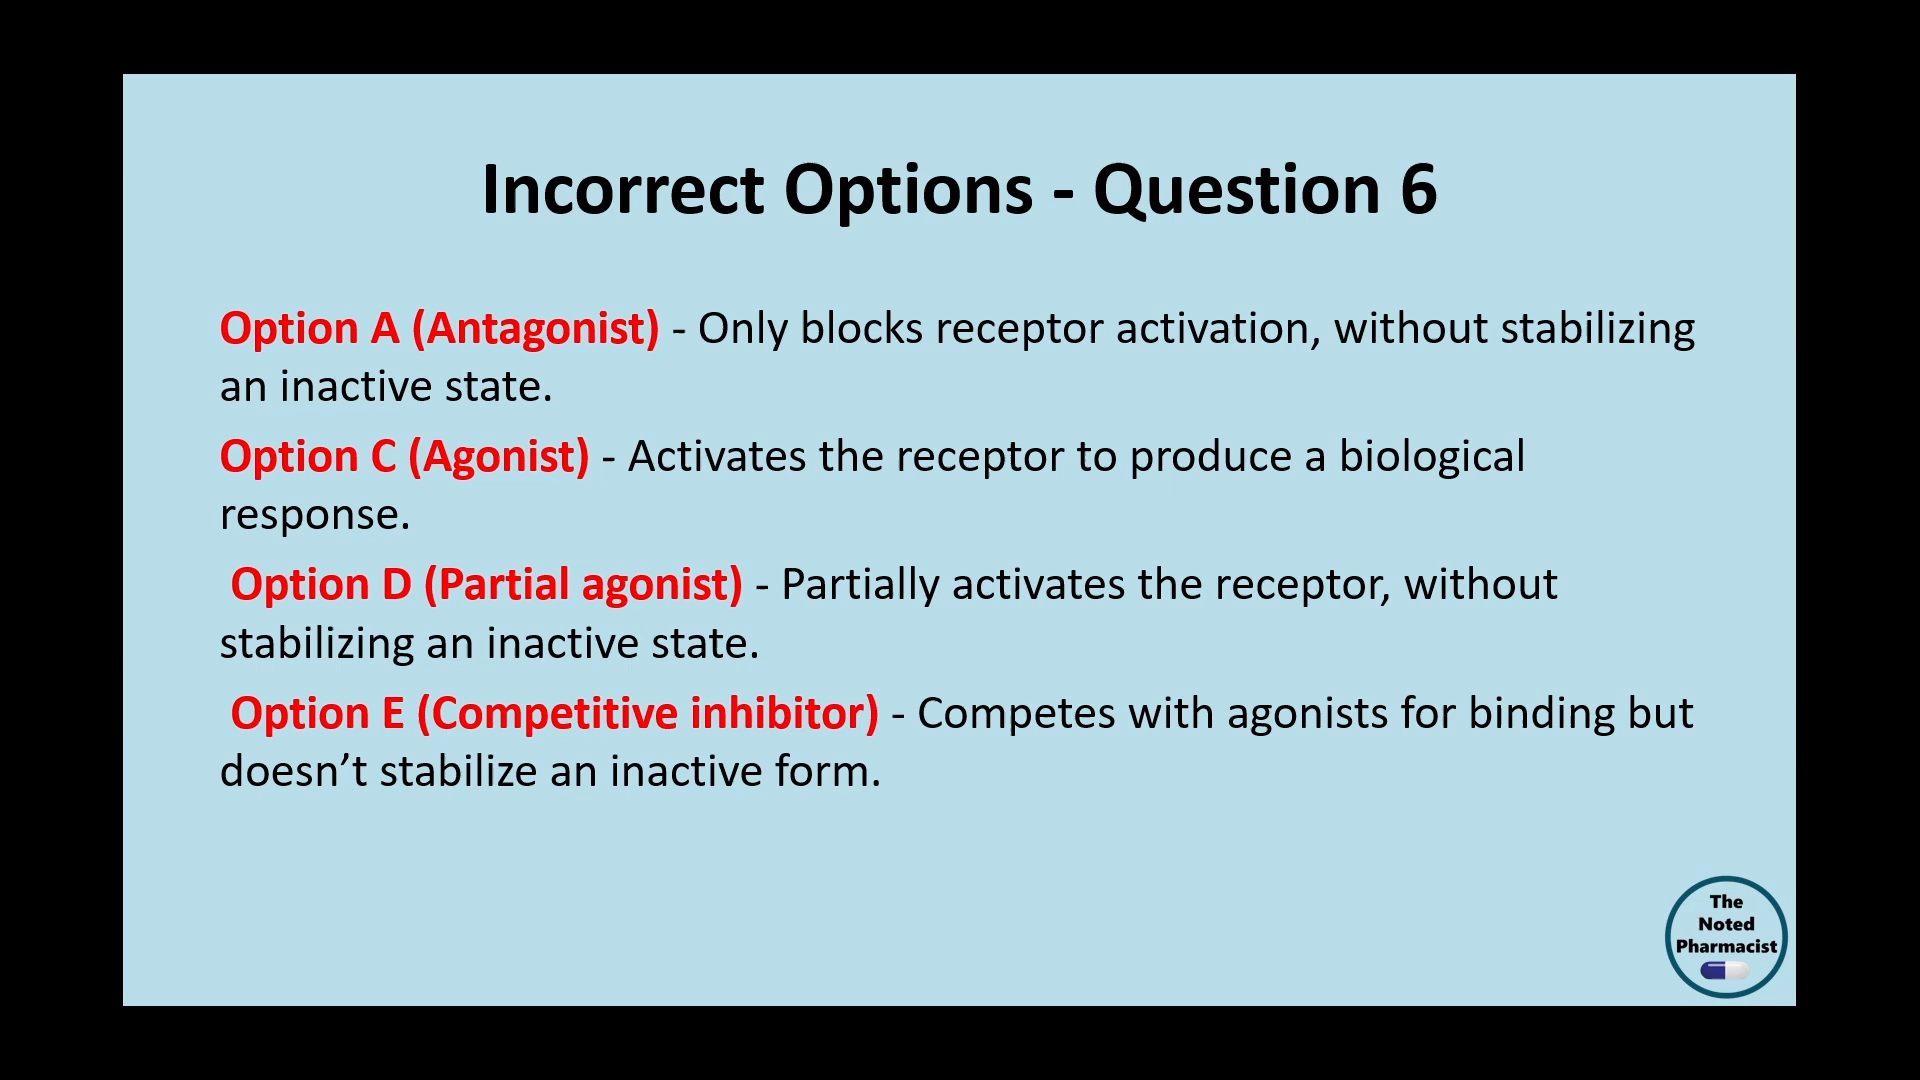 Incorrect Options - Question 6
Option A (Antagonist) - Only blocks receptor activation, without stabilizing
an inactive state.
Option C (Agonist) - Activates the receptor to produce a biological
response.
Option D (Partial agonist) - Partially activates the receptor, without
stabilizing an inactive state.
Option E (Competitive inhibitor) - Competes with agonists for binding but
doesn’t stabilize an inactive form.
The
Noted
Pharmacist